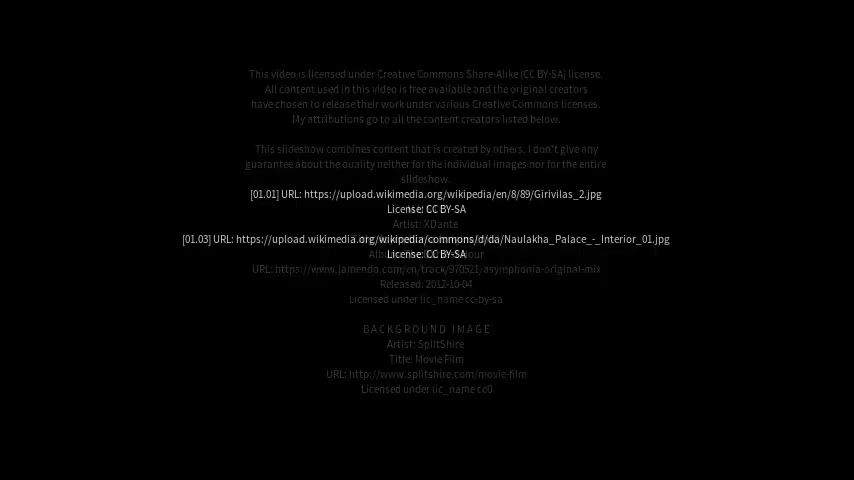 This video is licensed under Creative Commons Share-Alike (CC BY-SA) license.
All content used in this video is free available and the original creators
have chosen to release their work under various Creative Commons licenses.
My attributions go to all the content creators listed below.
This slideshow combines content that is created by others. I don't give any
guarantee about the quality neither for the individual images nor for the entire
slideshow.
[01.01] URL: https://upload.wikimedia.org/wikipedia/en/8/89/Girivilas_2.jpg
License: CC BY-SA
Artist: XDante
[01.03] URL: https://upload.wikimedia.org/wikipedia/commons/d/da/Naulakha_Palace_-_Interior_01.jpg
License: CC BY-SA
URL: https://www.jamendo.com/en/track/970521/asymphonia-original-mix
Released: 2012-10-04
Licensed under lic_name cc-by-sa
BACKGROUND IMAGE
Artist: SplitShire
Title: Movie Film
URL: http://www.splitshire.com/movie-film
Licensed under lic_name cc0